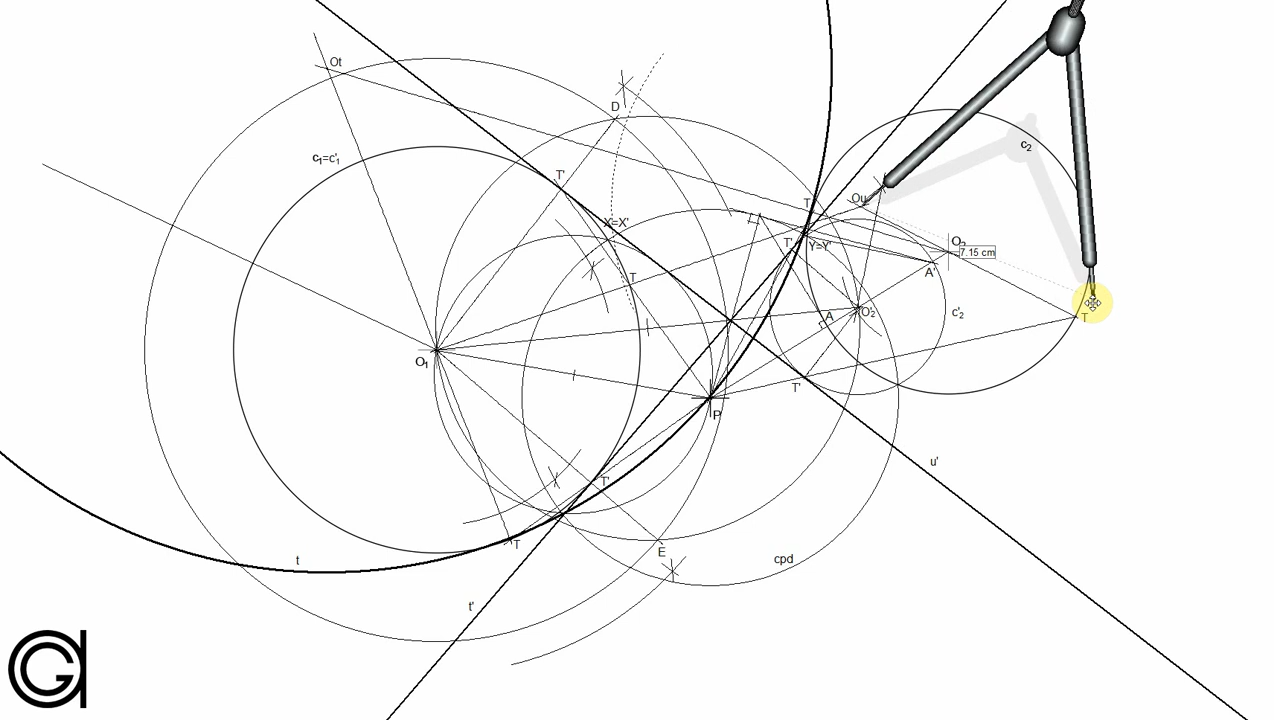 Ot
D
c₁=c'₁
c₂
T'
T
Ou
X=X'
T'
Y=Y'
O₂
7.15 cm
A'
T
O₁
A
O'₂
c'₂
T
T'
P
u'
T'
T
E
t
cpd
t'